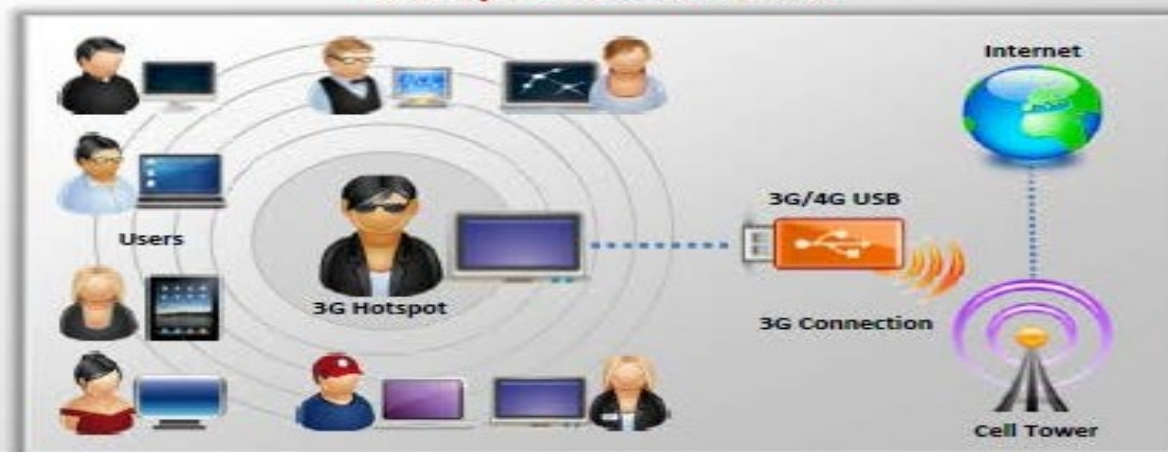 Internet
3G/4G USB
Users
3G Hotspot
3G Connection
Cell Tower